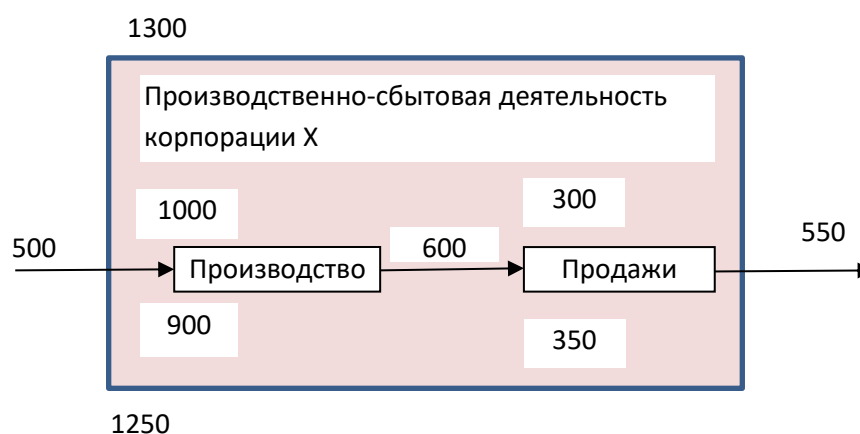 1300
Производственно-сбытовая деятельность
корпорации X
1000
300
500
600
550
Производство
Продажи
900
350
1250